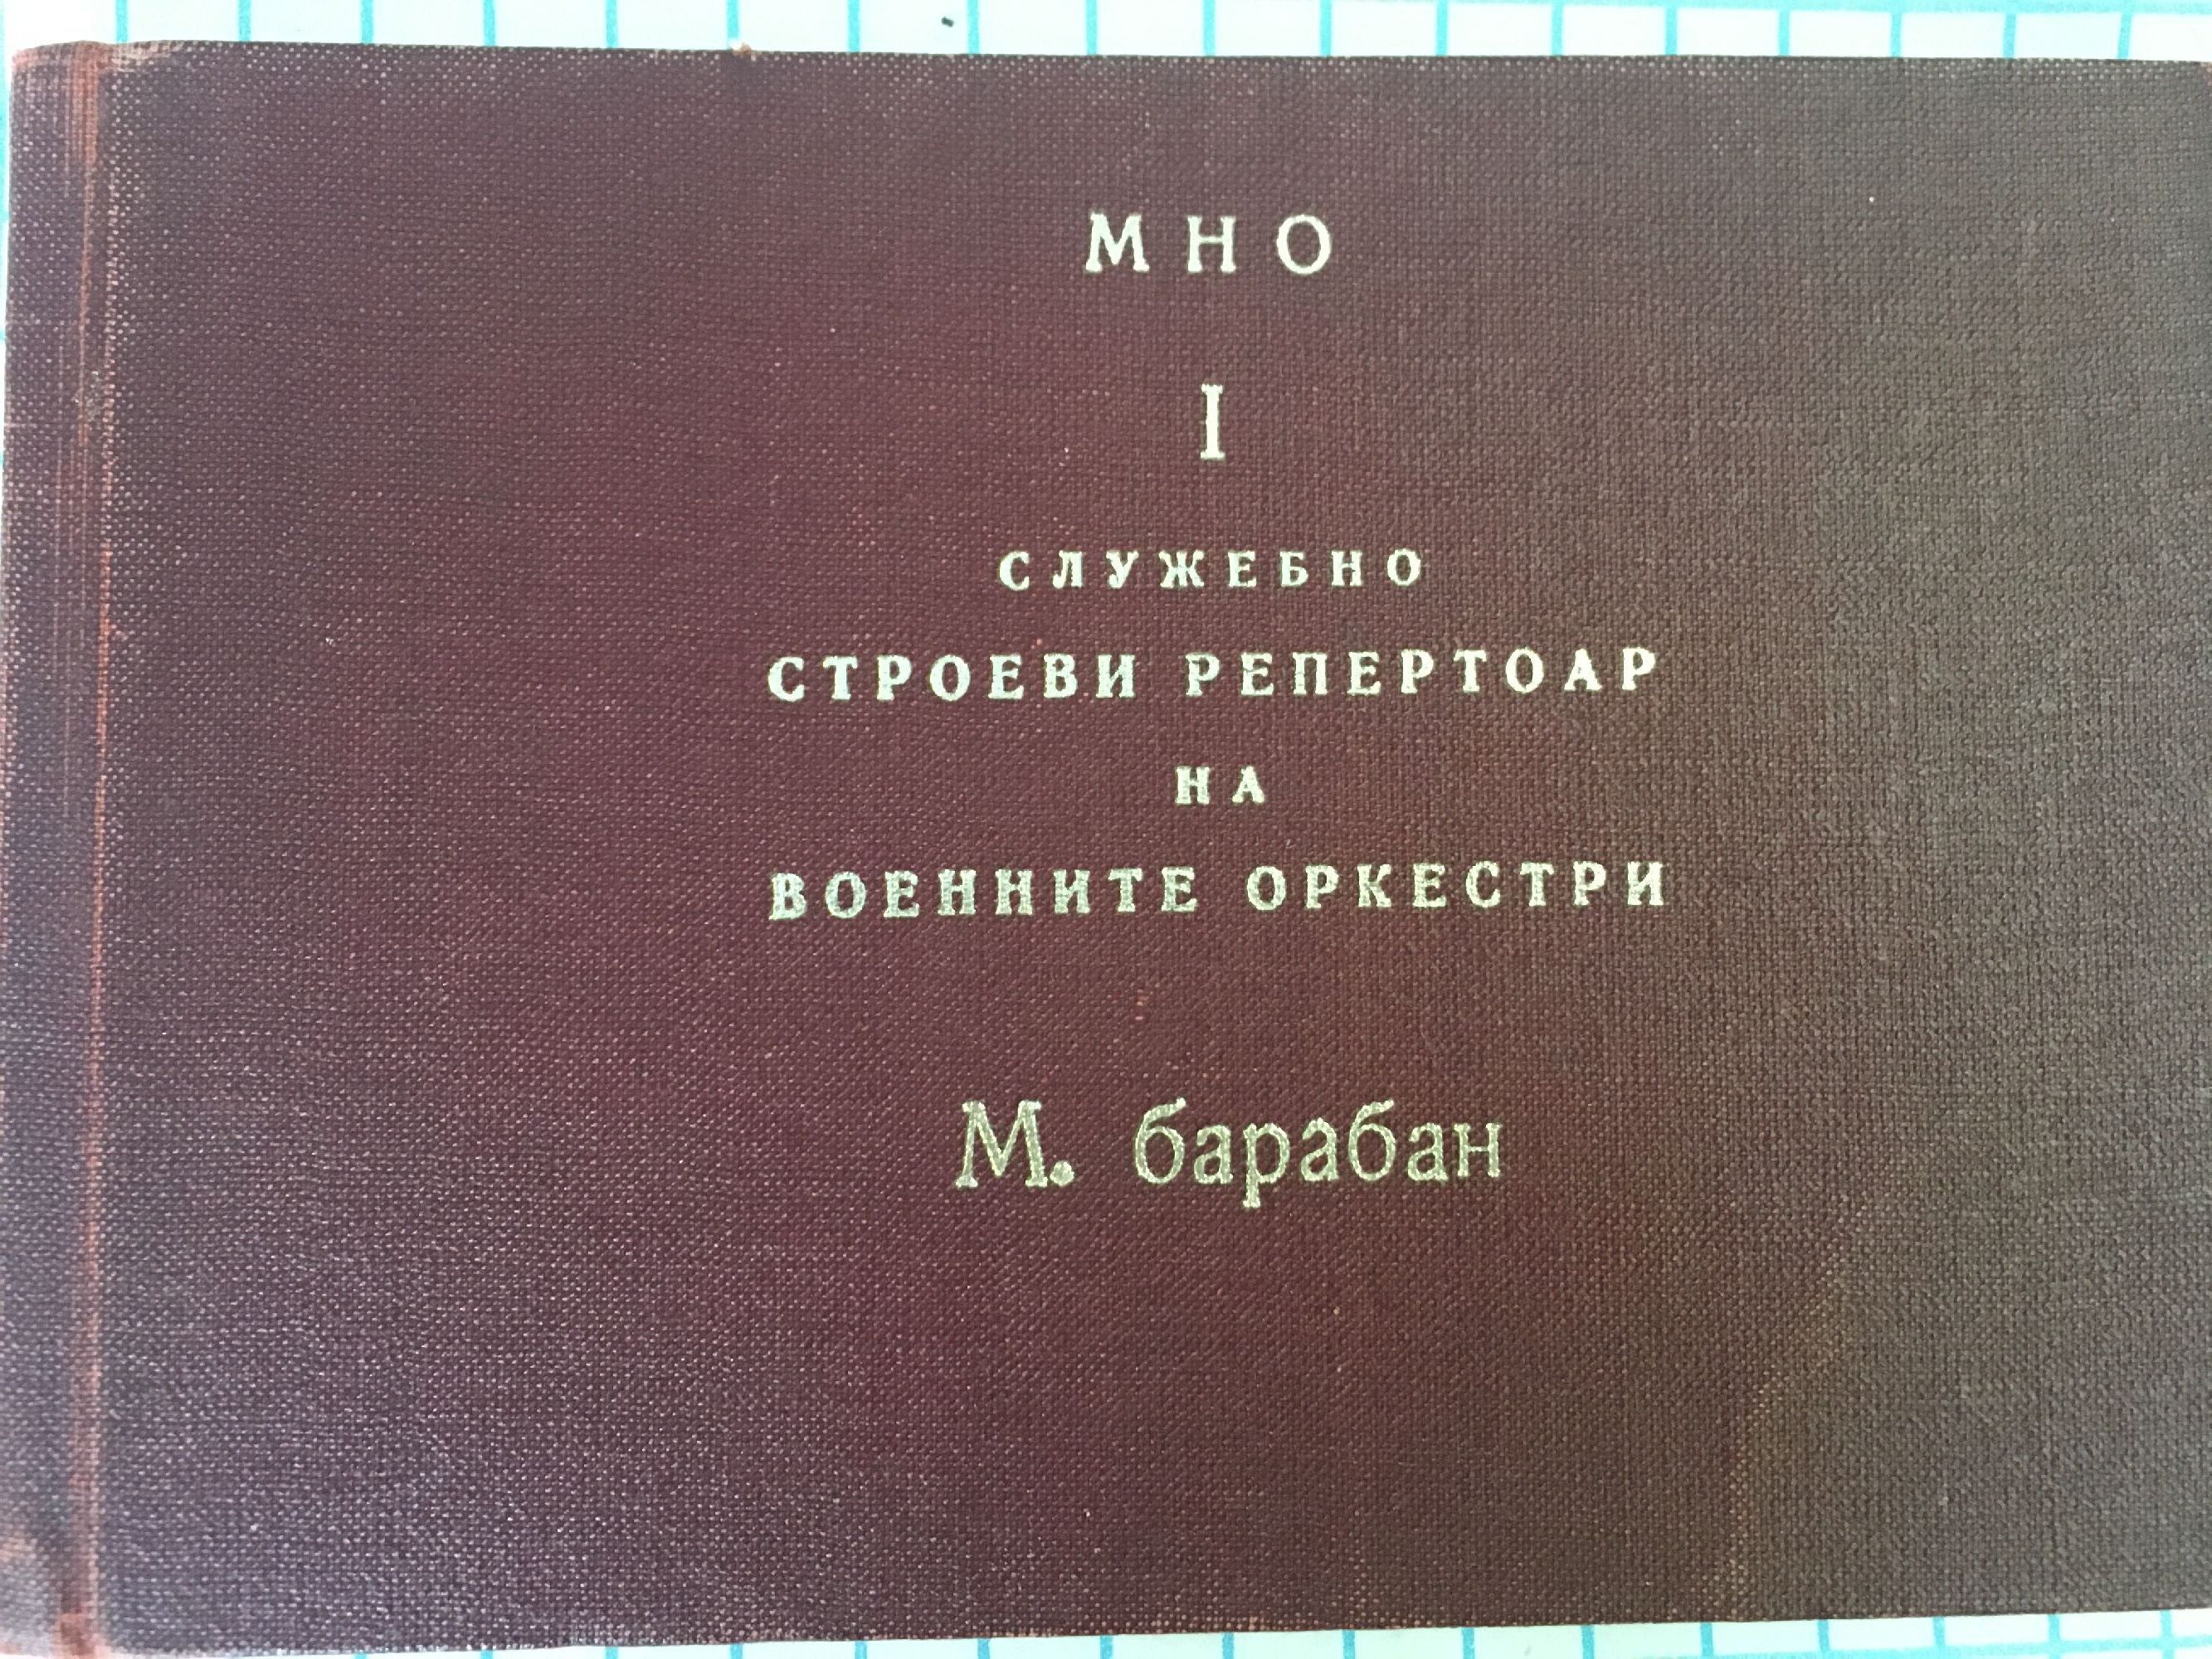 МНО
I
СЛУЖЕБНО
СТРОЕВИ РЕПЕРТОАР
НА
ВОЕННИТЕ ОРКЕСТРИ
М. барабан